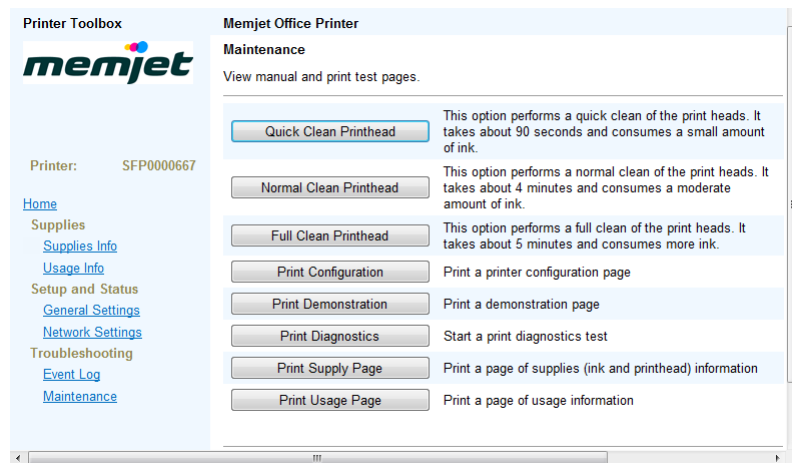 Printer Toolbox
Memjet Office Printer
memjet
Maintenance
View manual and print test pages.
Printer: SFP0000667
Home
Supplies
Supplies Info
Usage Info
Setup and Status
General Settings
Network Settings
Troubleshooting
Event Log
Maintenance
Quick Clean Printhead
This option performs a quick clean of the print heads. It
takes about 90 seconds and consumes a small amount
of ink.
Normal Clean Printhead
This option performs a normal clean of the print heads. It
takes about 4 minutes and consumes a moderate
amount of ink.
Full Clean Printhead
This option performs a full clean of the print heads. It
takes about 5 minutes and consumes more ink.
Print Configuration
Print a printer configuration page
Print Demonstration
Print a demonstration page
Print Diagnostics
Start a print diagnostics test
Print Supply Page
Print a page of supplies (ink and printhead) information
Print Usage Page
Print a page of usage information